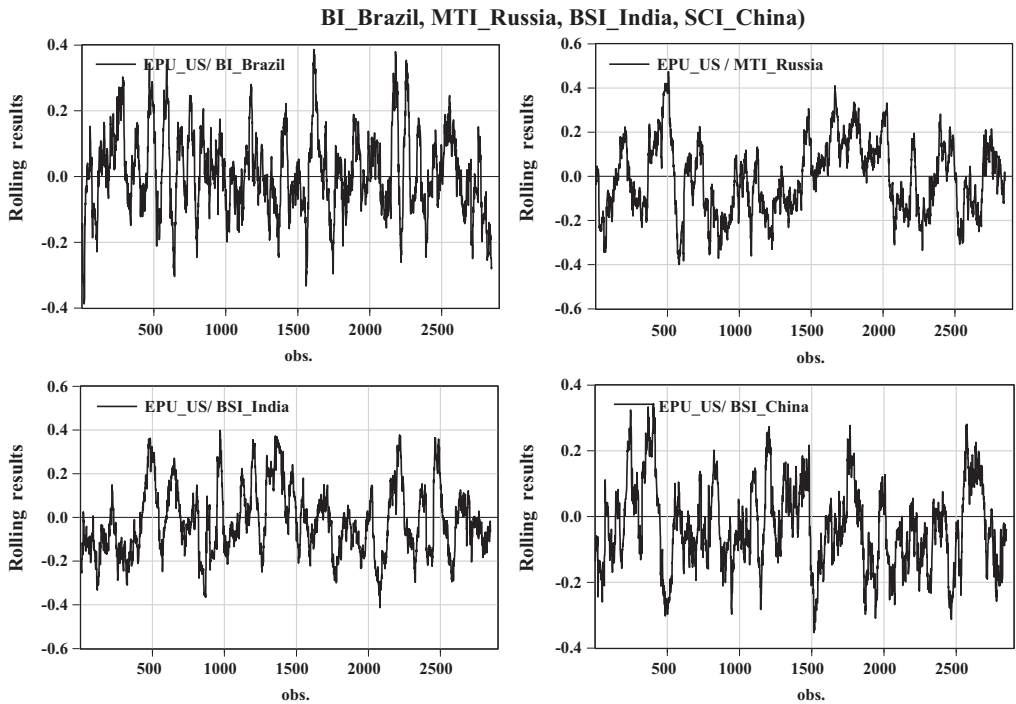 BI_Brazil, MTI_Russia, BSI_India, SCI_China)
EPU_US/ BI_Brazil
Rolling results
0.4
0.2
0.0
-0.2
-0.4
500 1000 1500 2000 2500
obs.
EPU_US / MTI_Russia
Rolling results
0.6
0.4
0.2
0.0
-0.2
-0.4
-0.6
500 1000 1500 2000 2500
obs.
EPU_US/ BSI_India
Rolling results
0.6
0.4
0.2
0.0
-0.2
-0.4
-0.6
500 1000 1500 2000 2500
obs.
EPU_US/ BSI_China
Rolling results
0.4
0.2
0.0
-0.2
-0.4
500 1000 1500 2000 2500
obs.